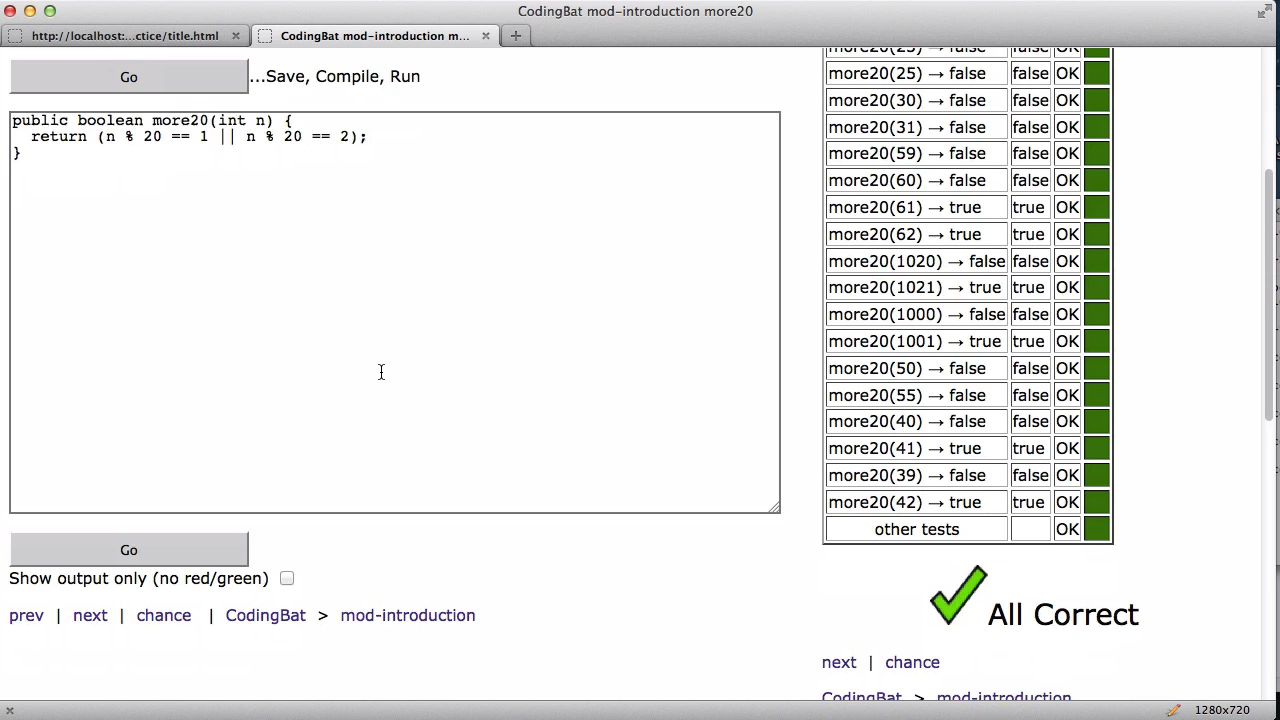 CodingBat mod-introduction more20
http://localhost:...ctice/title.html
CodingBat mod-introduction m...
Go ...Save, Compile, Run
public boolean more20(int n) {
  return (n % 20 == 1 || n % 20 == 2);
}
Go
Show output only (no red/green)
prev | next | chance | CodingBat > mod-introduction
more20(25) → false false OK
more20(30) → false false OK
more20(31) → false false OK
more20(59) → false false OK
more20(60) → false false OK
more20(61) → true true OK
more20(62) → true true OK
more20(1020) → false false OK
more20(1021) → true true OK
more20(1000) → false false OK
more20(1001) → true true OK
more20(50) → false false OK
more20(55) → false false OK
more20(40) → false false OK
more20(41) → true true OK
more20(39) → false false OK
more20(42) → true true OK
other tests OK
All Correct
next | chance
CodingBat > mod-introduction
1280x720